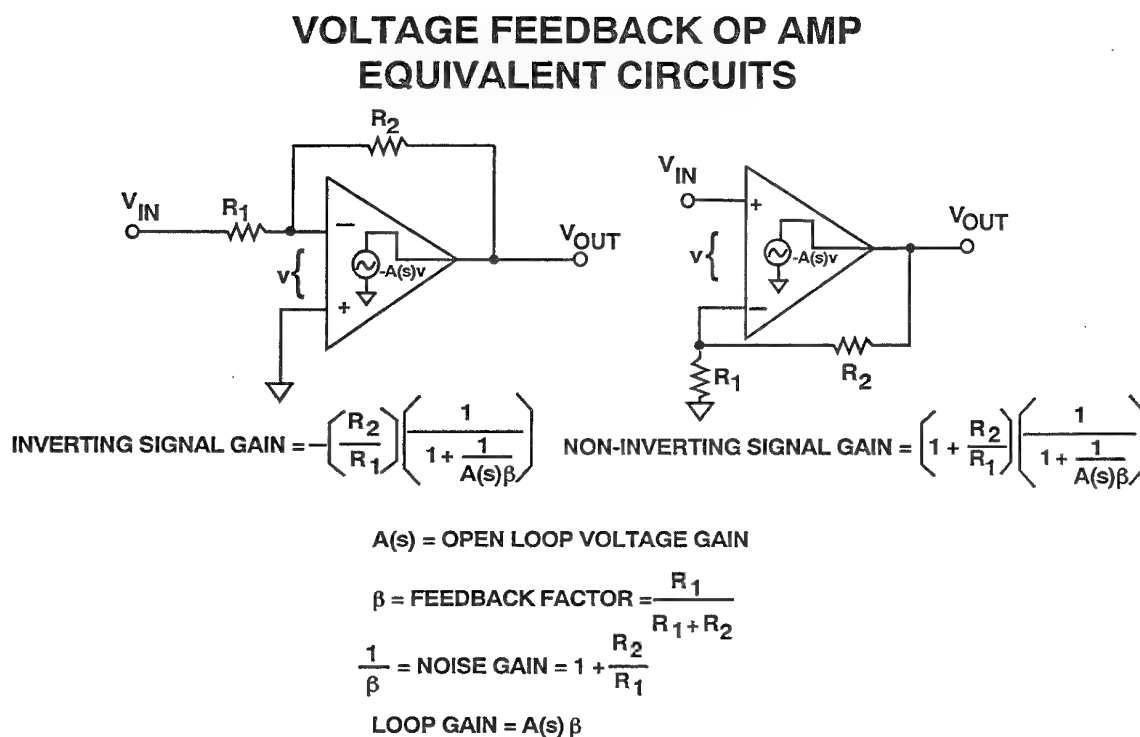 VOLTAGE FEEDBACK OP AMP
EQUIVALENT CIRCUITS
R2
VIN
R1
−
v{
-A(s)v
+
VOUT
VIN
+
v{
-A(s)v
−
VOUT
R2
R1
INVERTING SIGNAL GAIN = −(R2/R1)(1/(1 + 1/A(s)β))
NON-INVERTING SIGNAL GAIN = (1 + R2/R1)(1/(1 + 1/A(s)β))
A(s) = OPEN LOOP VOLTAGE GAIN
β = FEEDBACK FACTOR = R1/(R1 + R2)
1/β = NOISE GAIN = 1 + R2/R1
LOOP GAIN = A(s) β